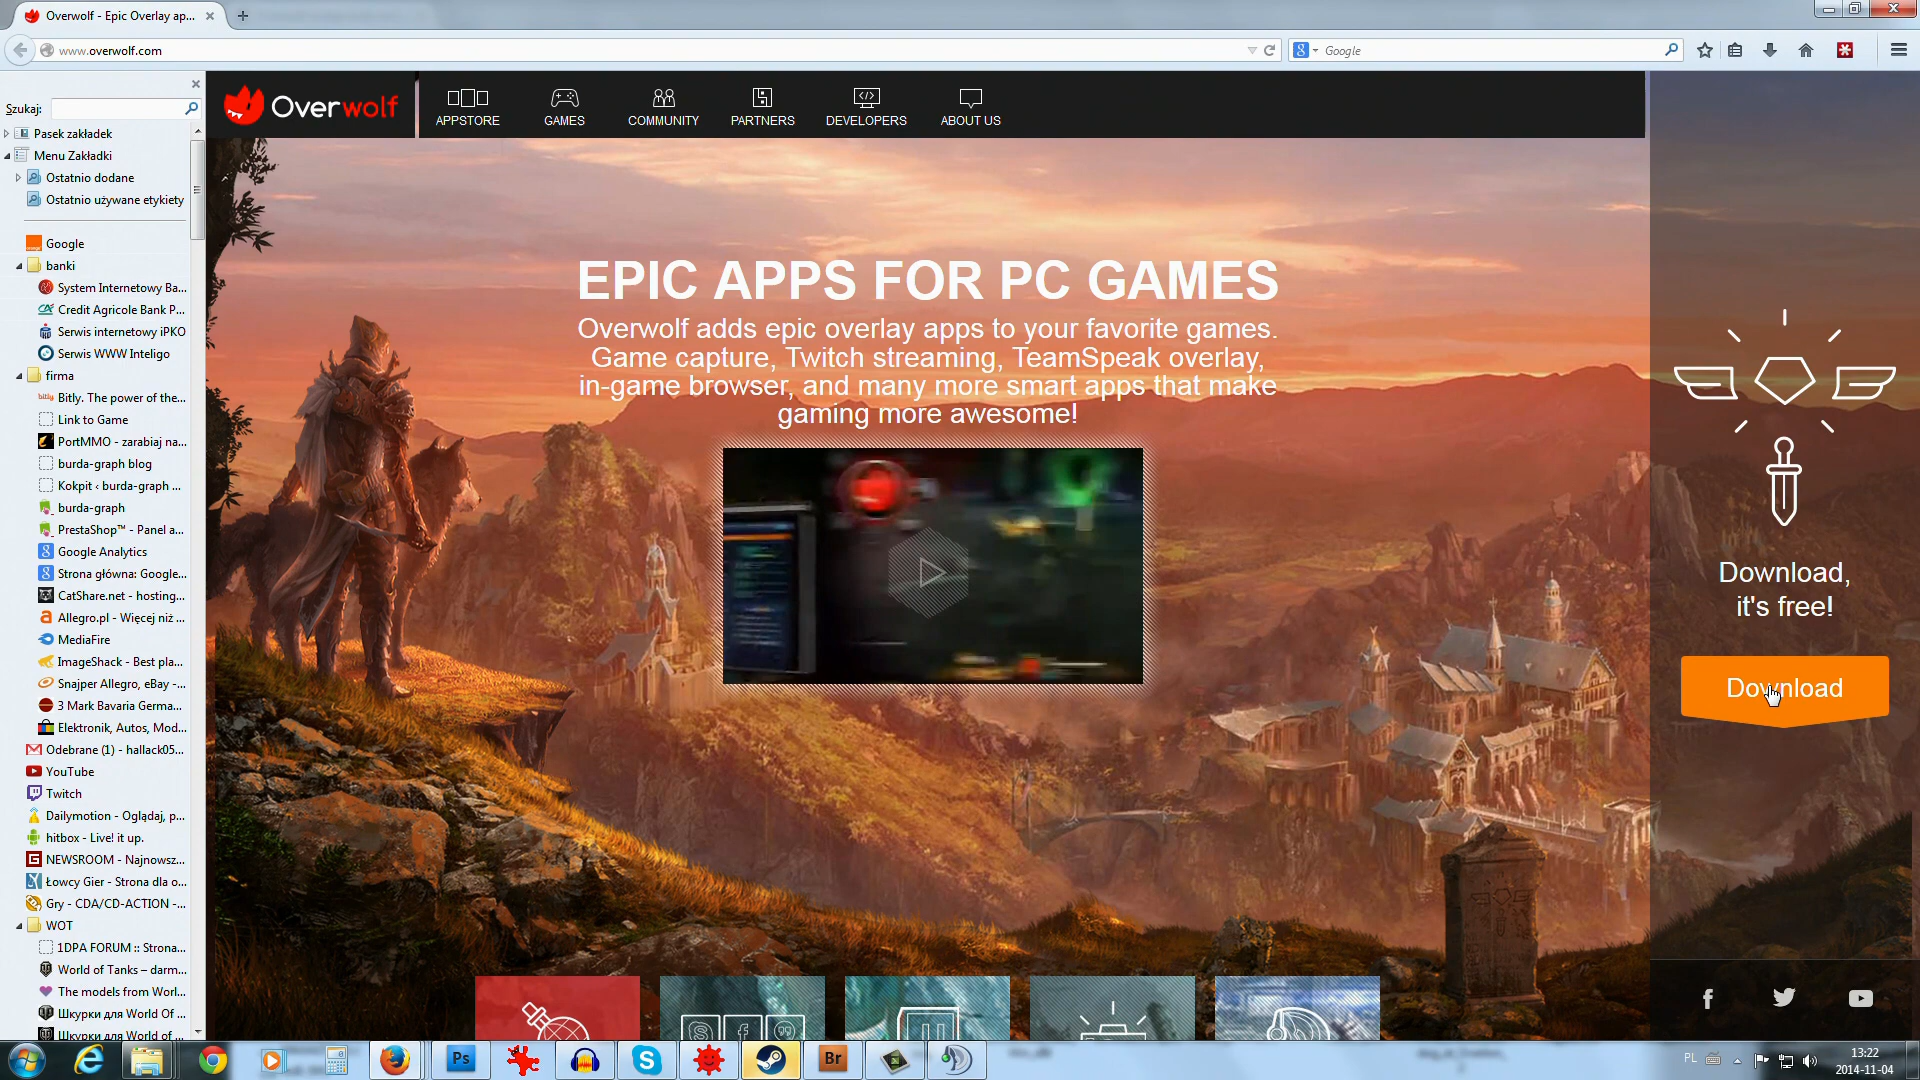 Overwolf - Epic Overlay ap...
www.overwolf.com
Google
Szukaj:
Pasek zakładek
Menu Zakładki
Ostatnio dodane
Ostatnio używane etykiety
Google
banki
System Internetowy Ba...
Credit Agricole Bank P...
Serwis internetowy iPKO
Serwis WWW Inteligo
firma
bitly Bitly. The power of the...
Link to Game
PortMMO - zarabiaj na...
burda-graph blog
Kokpit ‹ burda-graph ...
burda-graph
PrestaShop™ - Panel a...
Google Analytics
Strona główna: Google...
CatShare.net - hosting...
Allegro.pl - Więcej niż ...
MediaFire
ImageShack - Best pla...
Snajper Allegro, eBay -...
3 Mark Bavaria Germa...
Elektronik, Autos, Mod...
Odebrane (1) - hallack05...
YouTube
Twitch
Dailymotion - Oglądaj, p...
hitbox - Live! it up.
NEWSROOM - Najnowsz...
Łowcy Gier - Strona dla o...
Gry - CDA/CD-ACTION -...
WOT
1DPA FORUM :: Strona...
World of Tanks – darm...
The models from Worl...
Шкурки для World Of ...
Шкурки для World of ...
Overwolf
APPSTORE
GAMES
COMMUNITY
PARTNERS
DEVELOPERS
ABOUT US
EPIC APPS FOR PC GAMES
Overwolf adds epic overlay apps to your favorite games.
Game capture, Twitch streaming, TeamSpeak overlay,
in-game browser, and many more smart apps that make
gaming more awesome!
Download,
it's free!
Download
Ps
Br
PL
13:22
2014-11-04